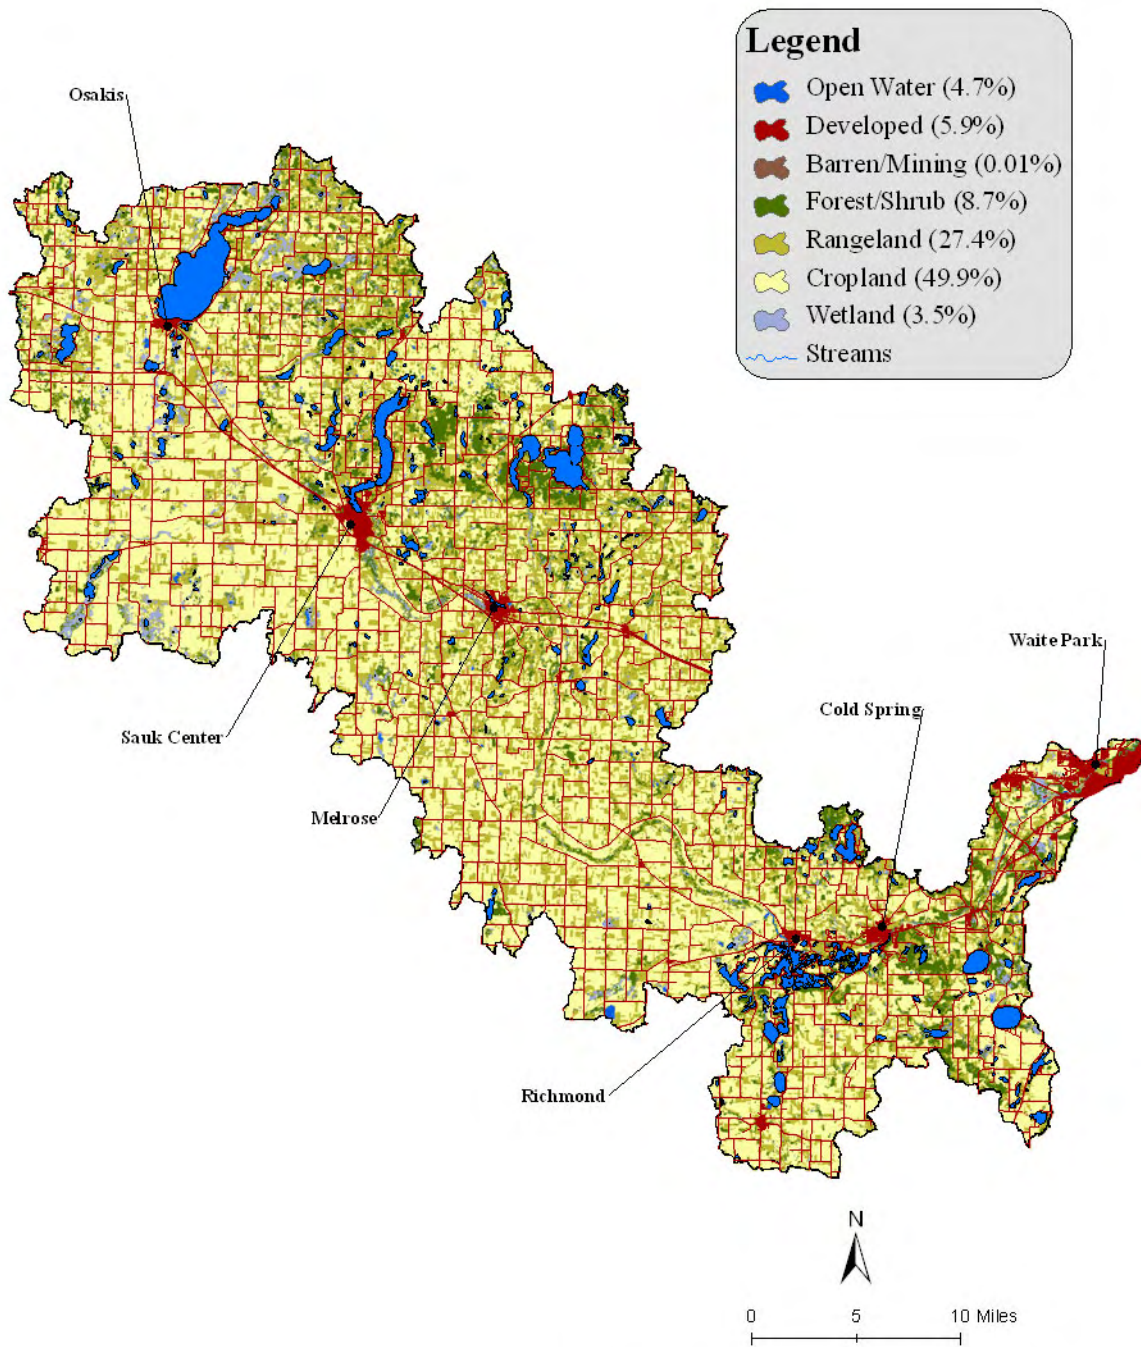 Legend
Open Water (4.7%)
Developed (5.9%)
Barren/Mining (0.01%)
Forest/Shrub (8.7%)
Rangeland (27.4%)
Cropland (49.9%)
Wetland (3.5%)
Streams
Osakis
Waite Park
Cold Spring
Sauk Center
Melrose
Richmond
N
0 5 10 Miles